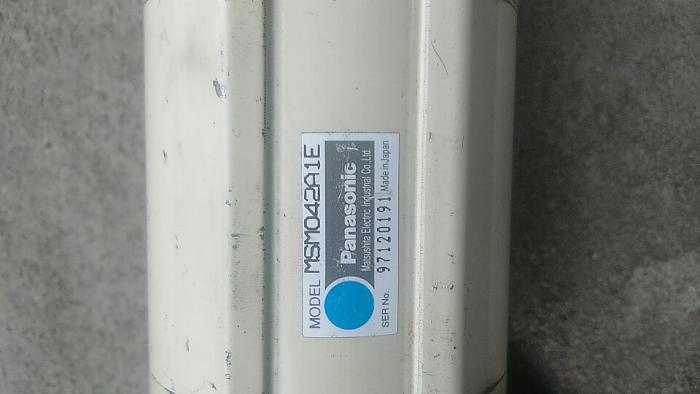 MODEL MSM042A1E
Panasonic
Matsushita Electric Industrial Co.,Ltd.
SER No. 97120191 Made in Japan